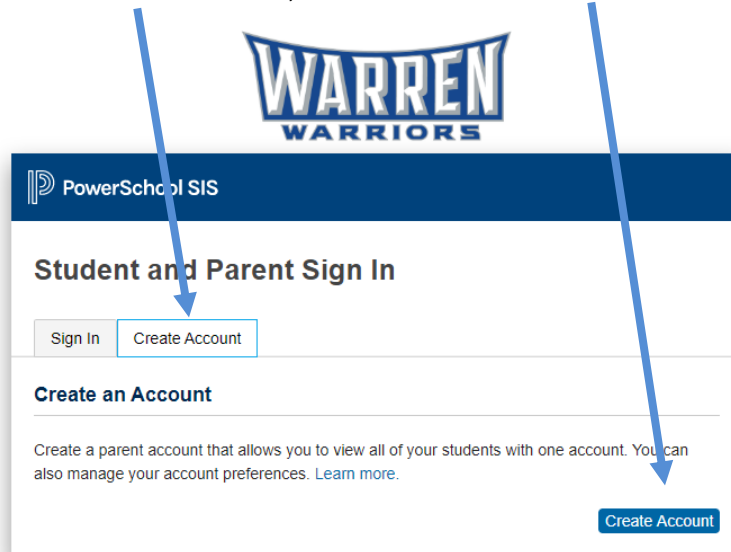 WARREN
WARRIORS
PowerSchool SIS
Student and Parent Sign In
Sign In Create Account
Create an Account
Create a parent account that allows you to view all of your students with one account. You can
also manage your account preferences. Learn more.
Create Account